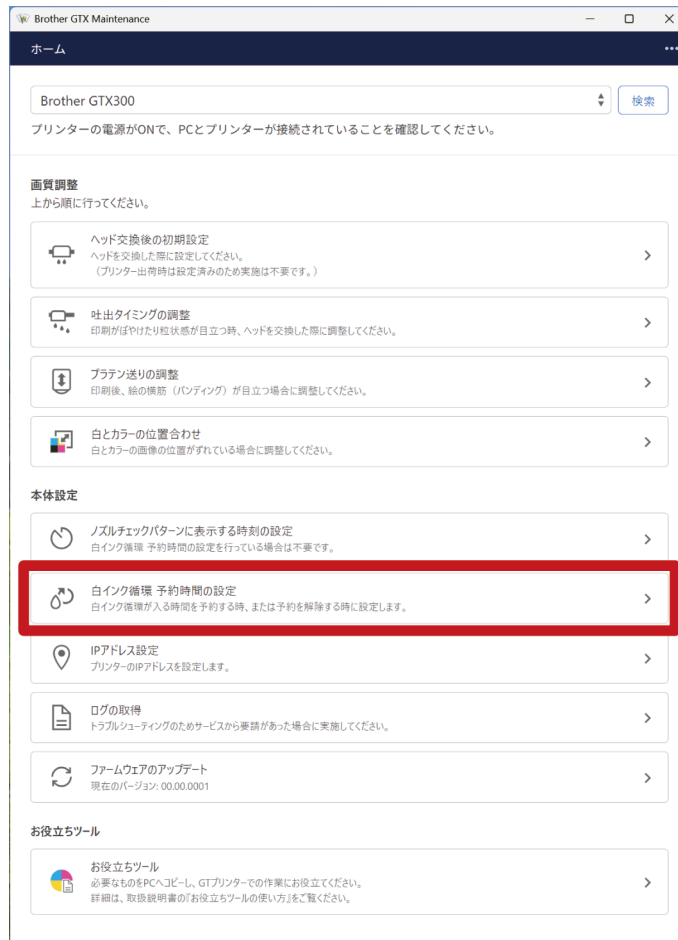 Brother GTX Maintenance
ホーム
Brother GTX300
検索
プリンターの電源がONで、PCとプリンターが接続されていることを確認してください。
画質調整
上から順に行ってください。
ヘッド交換後の初期設定
ヘッドを交換した際に設定してください。
（プリンター出荷時は設定済みのため実施は不要です。）
吐出タイミングの調整
印刷がぼやけたり粒状感が目立つ時、ヘッドを交換した際に調整してください。
プラテン送りの調整
印刷後、絵の横筋（バンディング）が目立つ場合に調整してください。
白とカラーの位置合わせ
白とカラーの画像の位置がずれている場合に調整してください。
本体設定
ノズルチェックパターンに表示する時刻の設定
白インク循環 予約時間の設定を行っている場合は不要です。
白インク循環 予約時間の設定
白インク循環が入る時間を予約する時、または予約を解除する時に設定します。
IPアドレス設定
プリンターのIPアドレスを設定します。
ログの取得
トラブルシューティングのためサービスから要請があった場合に実施してください。
ファームウェアのアップデート
現在のバージョン: 00.00.0001
お役立ちツール
お役立ちツール
必要なものをPCへコピーし、GTプリンターでの作業にお役立てください。
詳細は、取扱説明書の『お役立ちツールの使い方』をご覧ください。